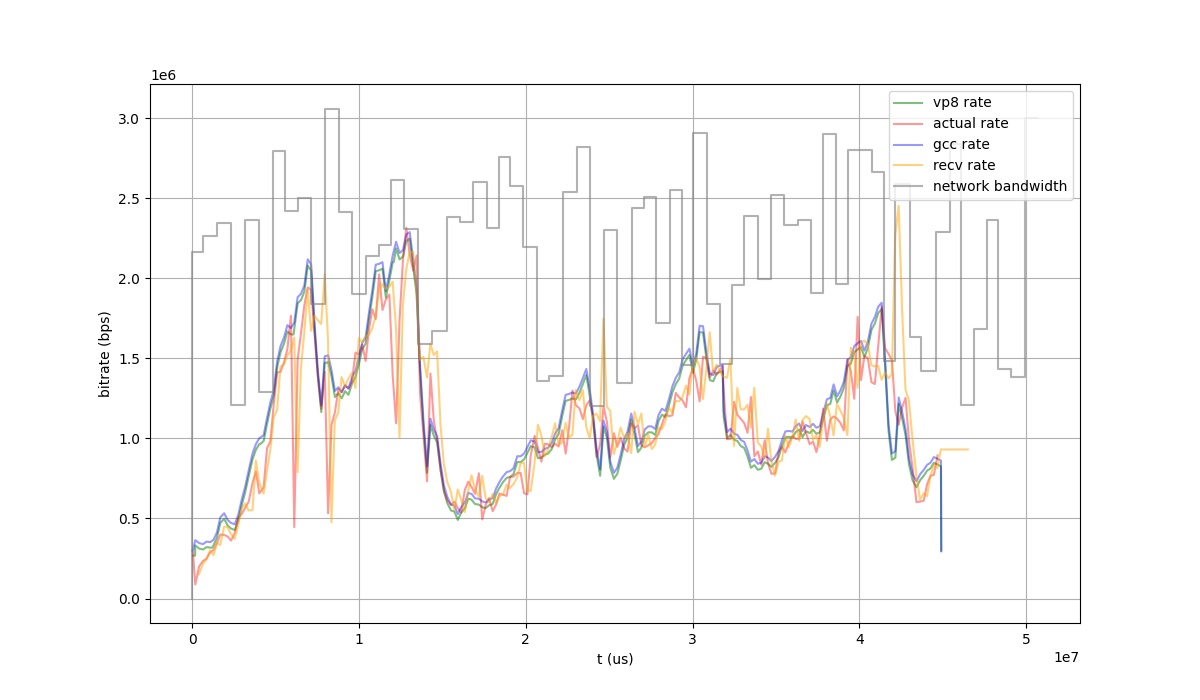 1e6
3.0
2.5
2.0
1.5
1.0
0.5
0.0
bitrate (bps)
vp8 rate
actual rate
gcc rate
recv rate
network bandwidth
0
1
2
3
4
5
t (us)
1e7